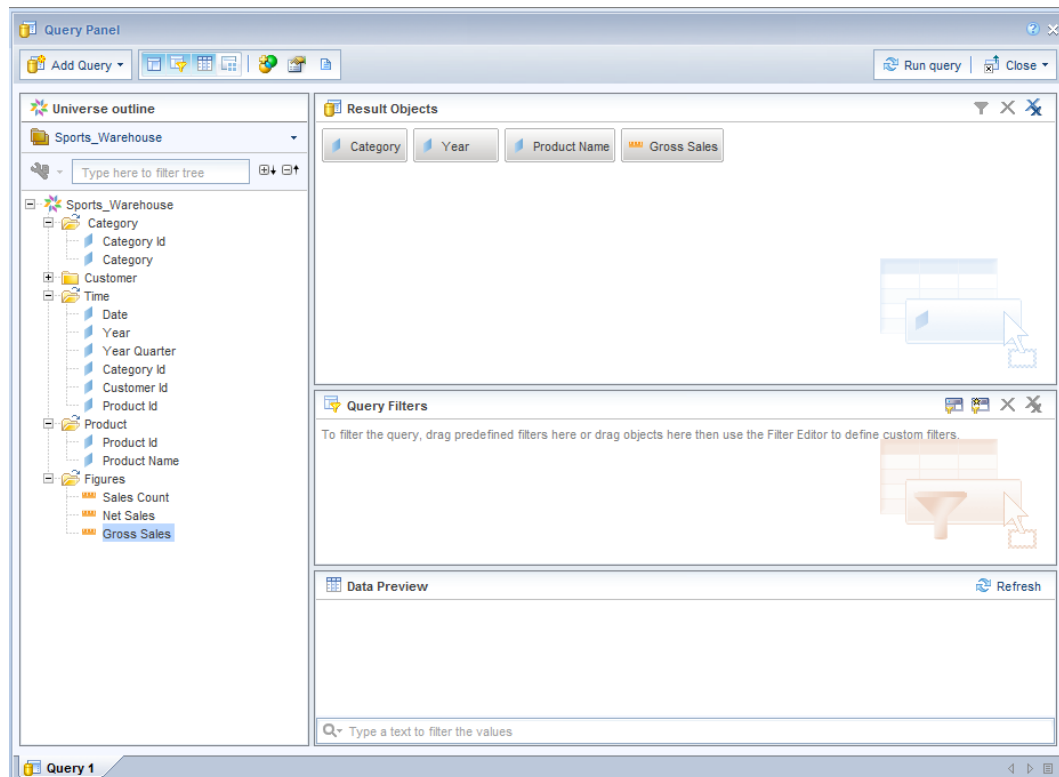 Query Panel
Add Query
Run query
Close
Universe outline
Sports_Warehouse
Type here to filter tree
Sports_Warehouse
Category
Category Id
Category
Customer
Time
Date
Year
Year Quarter
Category Id
Customer Id
Product Id
Product
Product Id
Product Name
Figures
Sales Count
Net Sales
Gross Sales
Result Objects
Category Year Product Name Gross Sales
Query Filters
To filter the query, drag predefined filters here or drag objects here then use the Filter Editor to define custom filters.
Data Preview
Refresh
Type a text to filter the values
Query 1